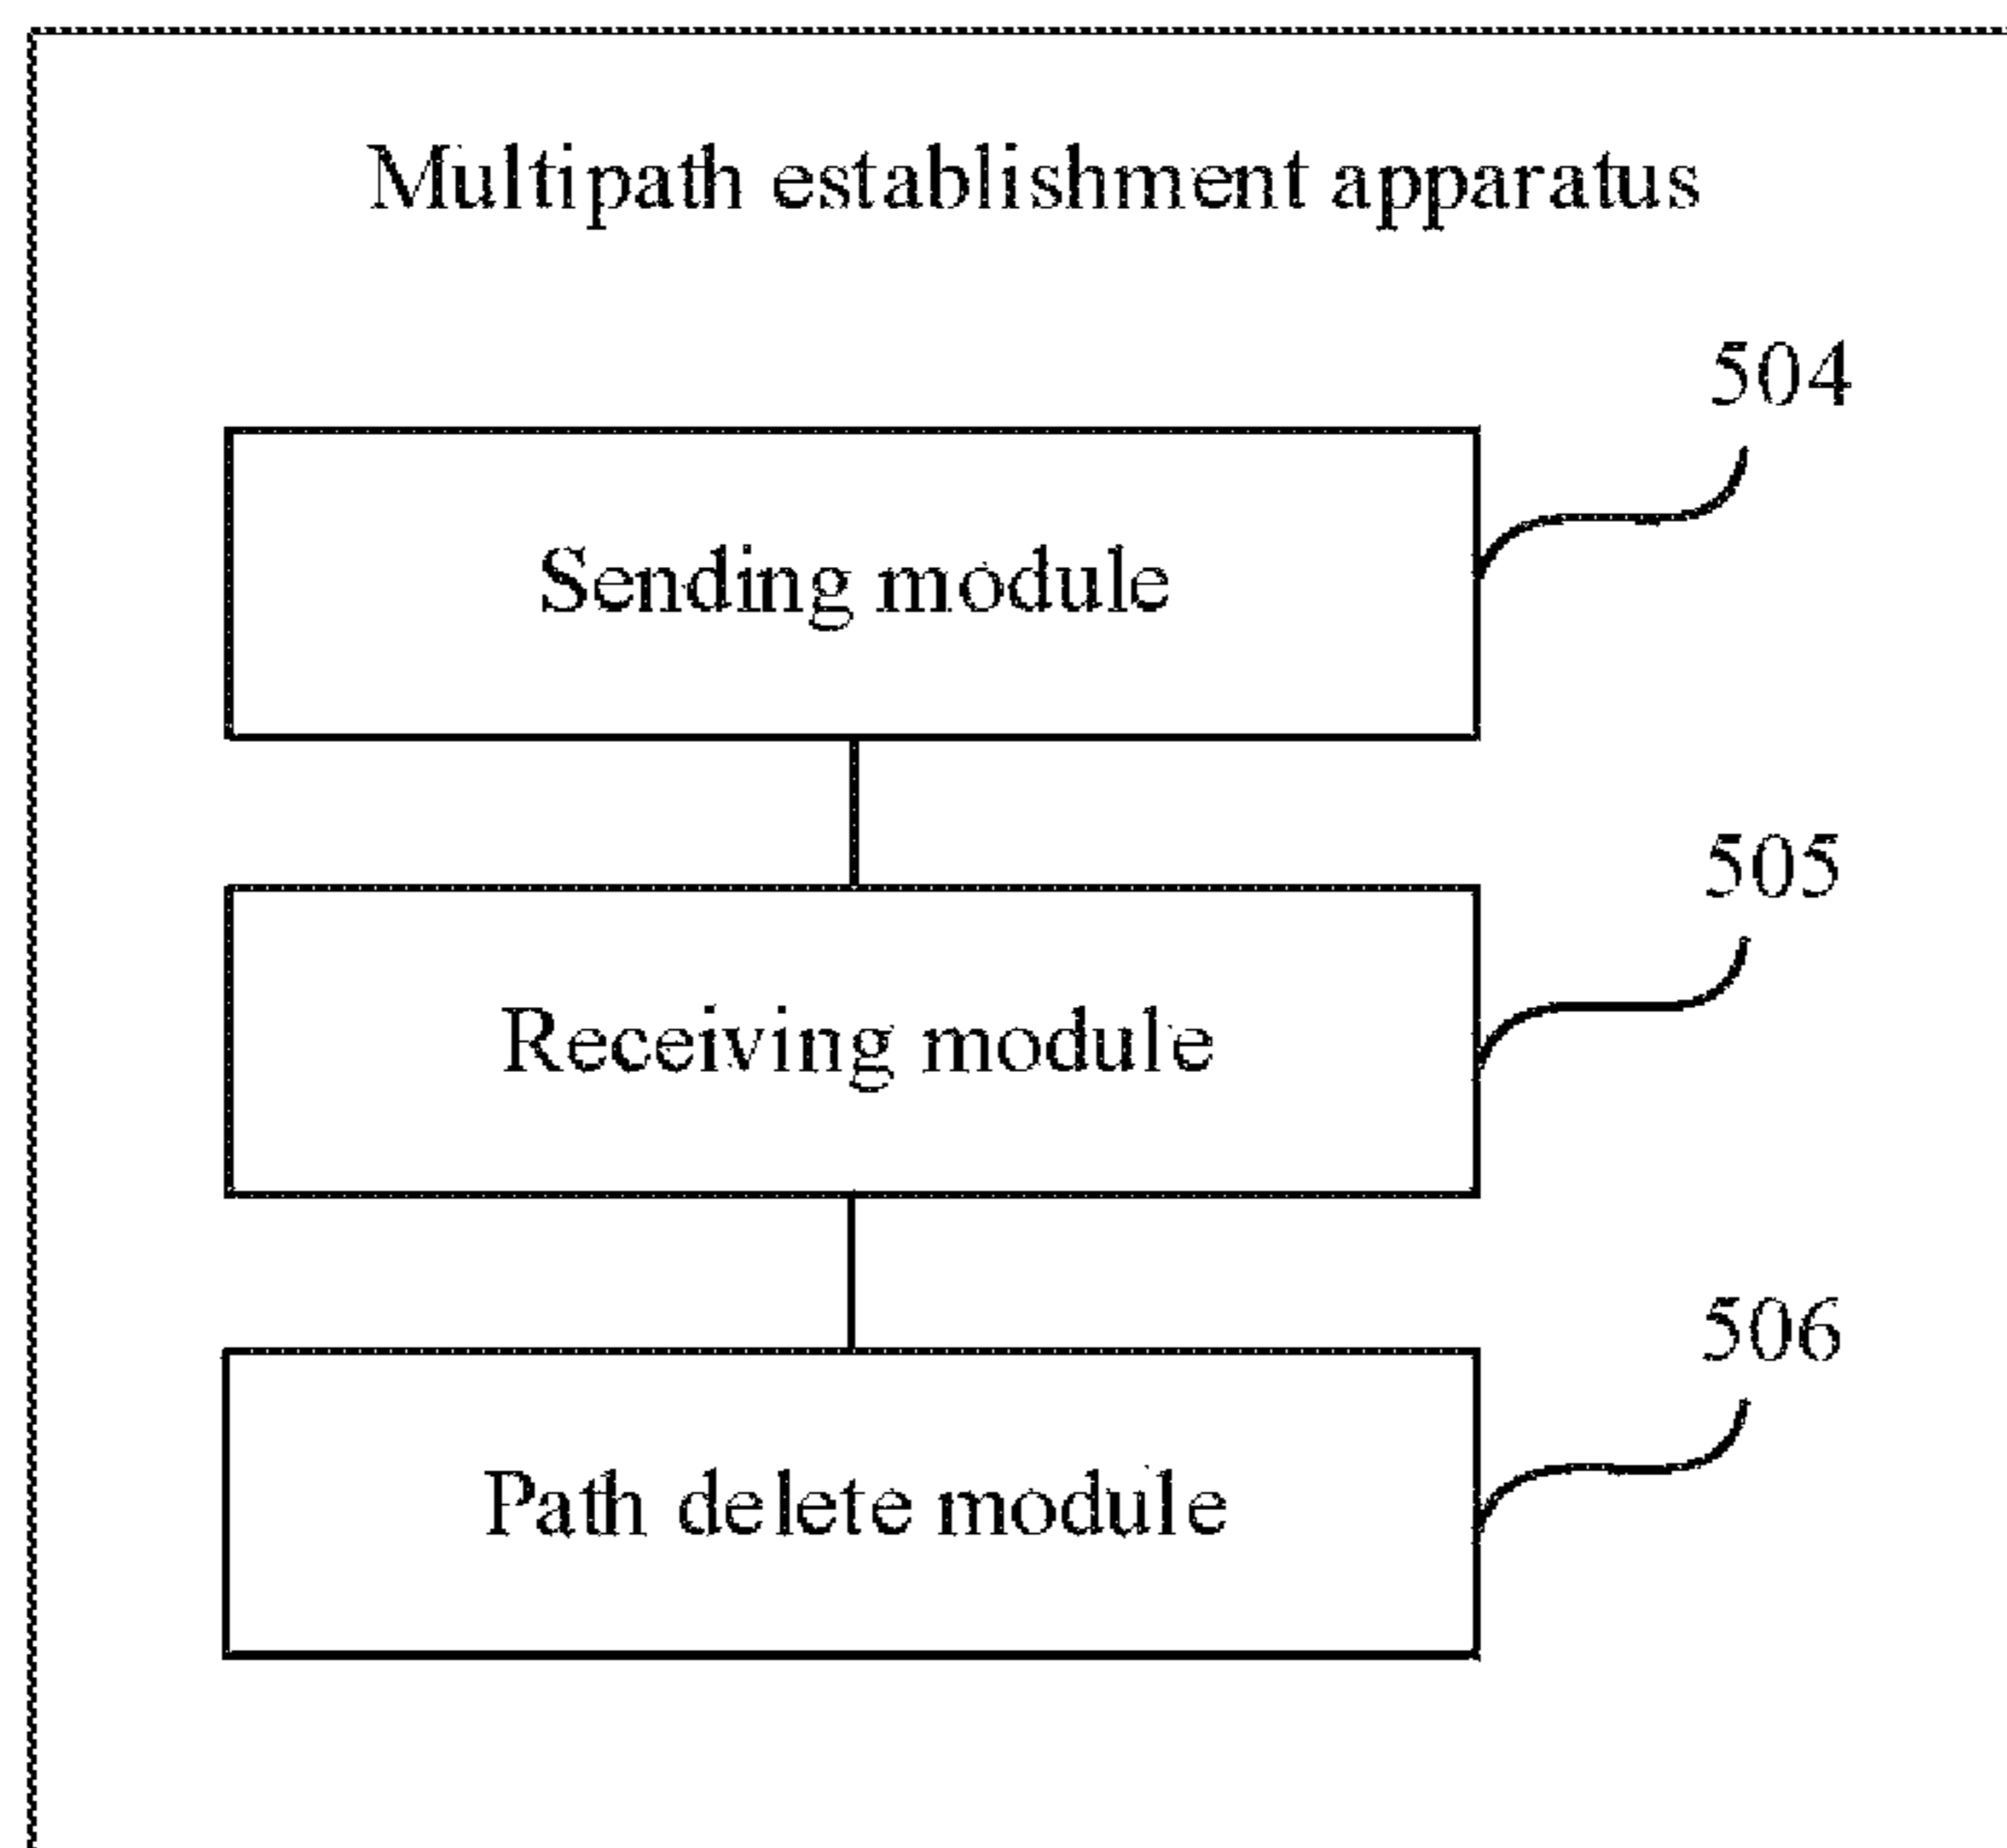 Multipath establishment apparatus
504
Sending module
505
Receiving module
506
Path delete module